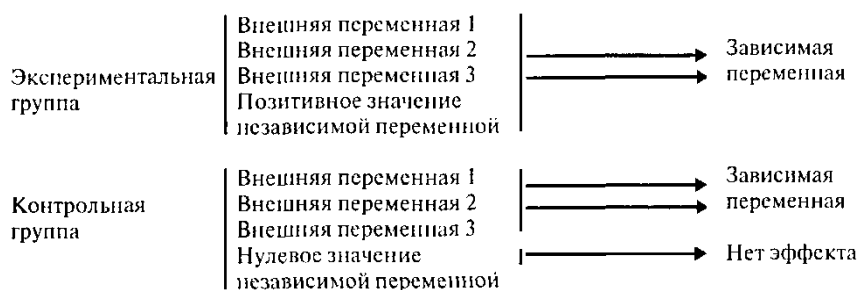 Внешняя переменная 1
Внешняя переменная 2
Зависимая
Экспериментальная
Внешняя переменная 3
переменная
группа
Позитивное значение
независимой переменной
Внешняя переменная 1
Зависимая
Контрольная
Внешняя переменная 2
переменная
группа
Внешняя переменная 3
Нулевое значение
Нет эффекта
независимой переменной